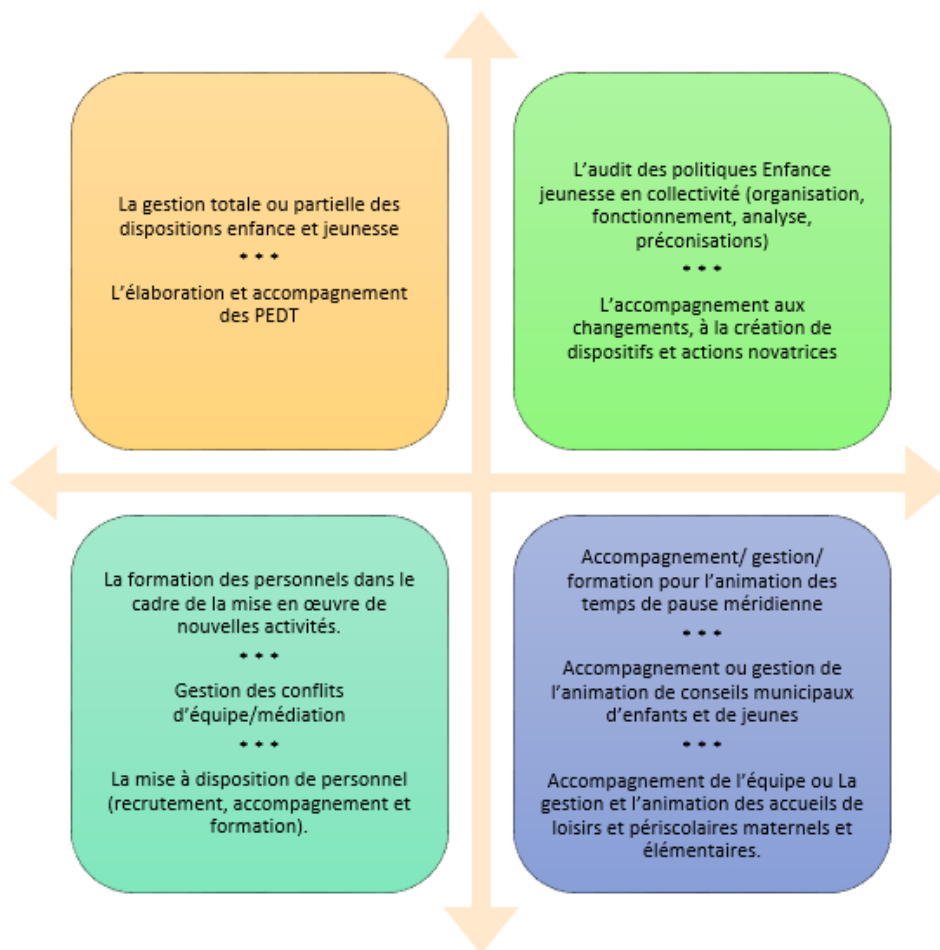 La gestion totale ou partielle des
dispositions enfance et jeunesse
* * *
L'élaboration et accompagnement
des PEDT
L'audit des politiques Enfance
jeunesse en collectivité (organisation,
fonctionnement, analyse,
préconisations)
* * *
L'accompagnement aux
changements, à la création de
dispositifs et actions novatrices
La formation des personnels dans le
cadre de la mise en œuvre de
nouvelles activités.
* * *
Gestion des conflits
d'équipe/médiation
* * *
La mise à disposition de personnel
(recrutement, accompagnement et
formation).
Accompagnement/ gestion/
formation pour l'animation des
temps de pause méridienne
* * *
Accompagnement ou gestion de
l'animation de conseils municipaux
d'enfants et de jeunes
* * *
Accompagnement de l'équipe ou La
gestion et l'animation des accueils de
loisirs et périscolaires maternels et
élémentaires.